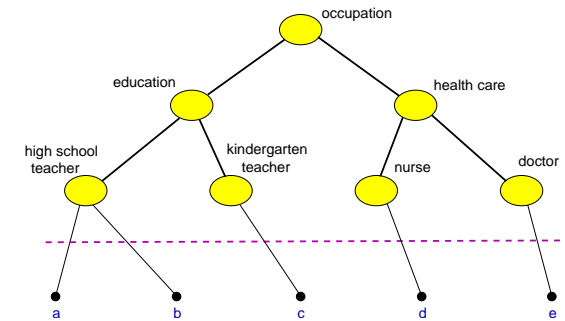 occupation
education
health care
high school
teacher
kindergarten
teacher
nurse
doctor
a
b
c
d
e